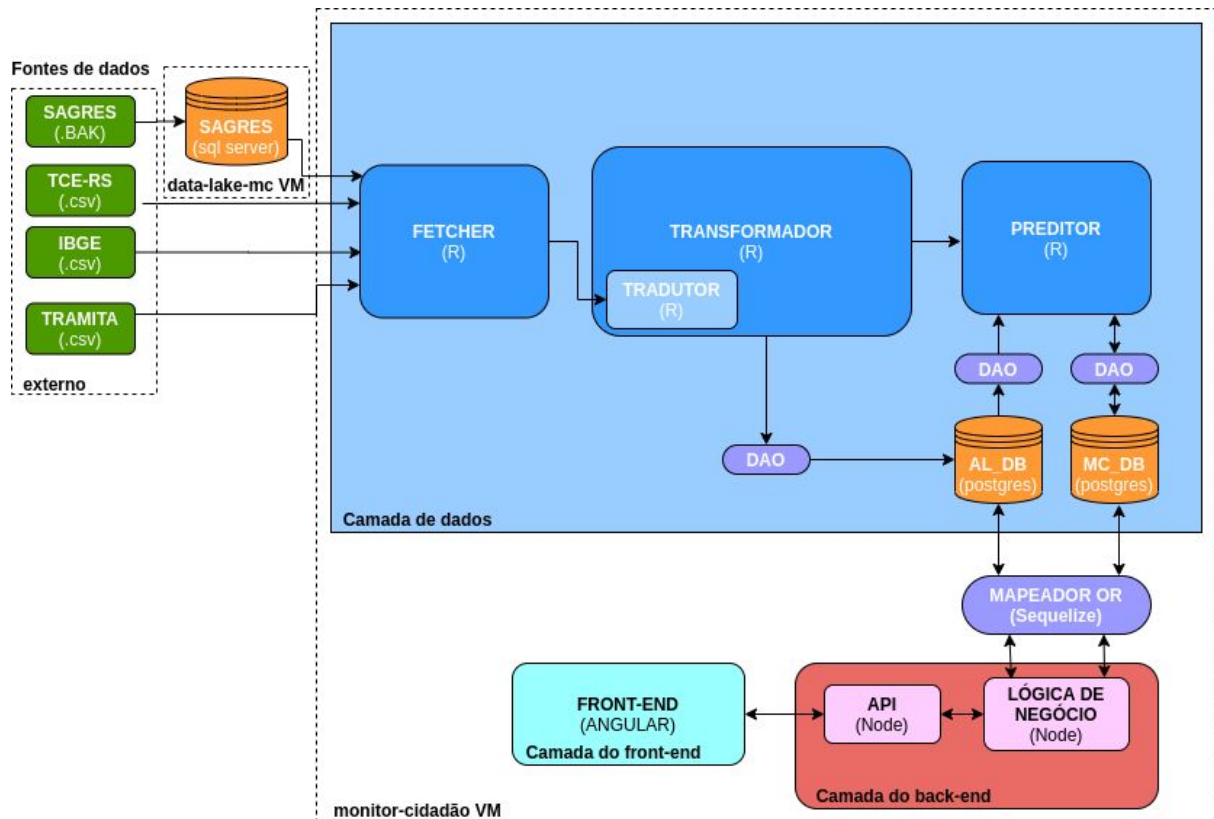 Fontes de dados
SAGRES
(.BAK)
TCE-RS
(.csv)
IBGE
(.csv)
TRAMITA
(.csv)
externo
SAGRES
(sql server)
data-lake-mc VM
FETCHER
(R)
TRANSFORMADOR
(R)
TRADUTOR
(R)
PREDITOR
(R)
DAO
DAO
DAO
AL_DB
(postgres)
MC_DB
(postgres)
Camada de dados
MAPEADOR OR
(Sequelize)
FRONT-END
(ANGULAR)
Camada do front-end
API
(Node)
LÓGICA DE
NEGÓCIO
(Node)
Camada do back-end
monitor-cidadão VM